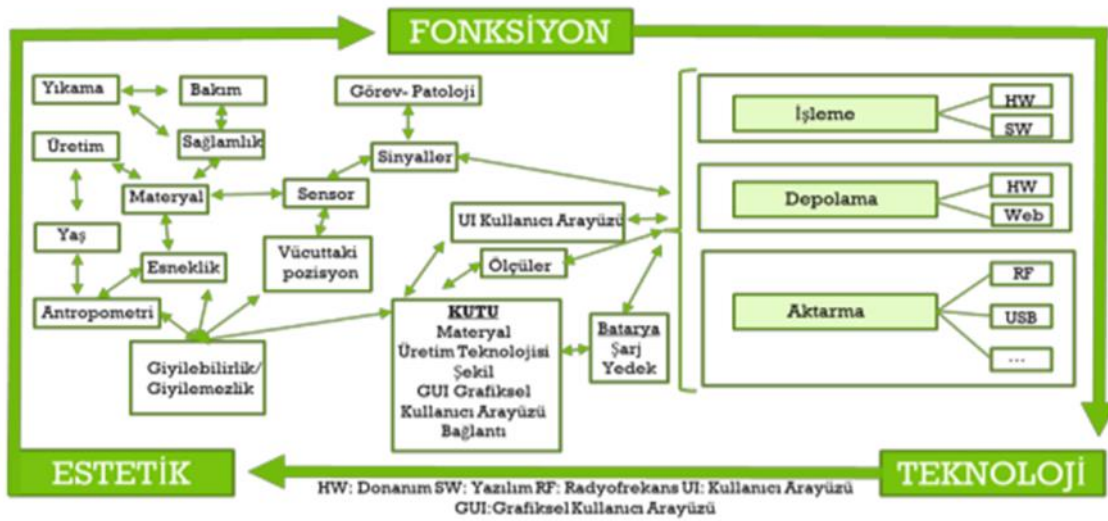 FONKSİYON
Yıkama
Bakım
Üretim
Sağlamlık
Materyal
Yaş
Esneklik
Antropometri
Giyilebilirlik/
Giyilemezlik
Görev- Patoloji
Sinyaller
Sensor
Vücuttaki
pozisyon
UI Kullanıcı Arayüzü
Ölçüler
KUTU
Materyal
Üretim Teknolojisi
Şekil
GUI Grafiksel
Kullanıcı Arayüzü
Bağlantı
Batarya
Şarj
Yedek
İşleme
HW
SW
Depolama
HW
Web
Aktarma
RF
USB
...
ESTETİK
TEKNOLOJİ
HW: Donanım SW: Yazılım RF: Radyofrekans UI: Kullanıcı Arayüzü
GUI:Grafiksel Kullanıcı Arayüzü